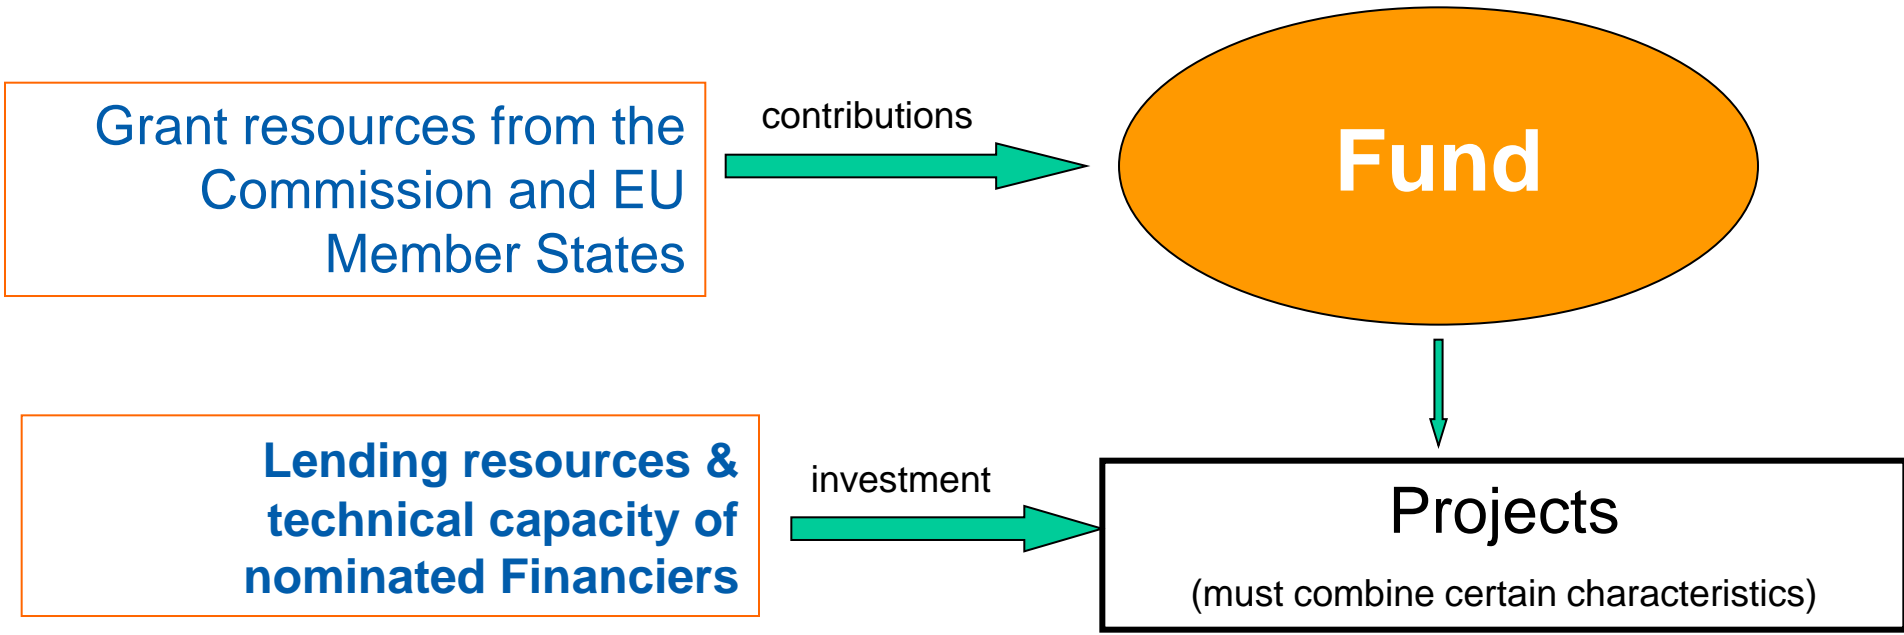 Grant resources from the
Commission and EU
Member States
contributions
Fund
Lending resources &
technical capacity of
nominated Financiers
investment
Projects
(must combine certain characteristics)